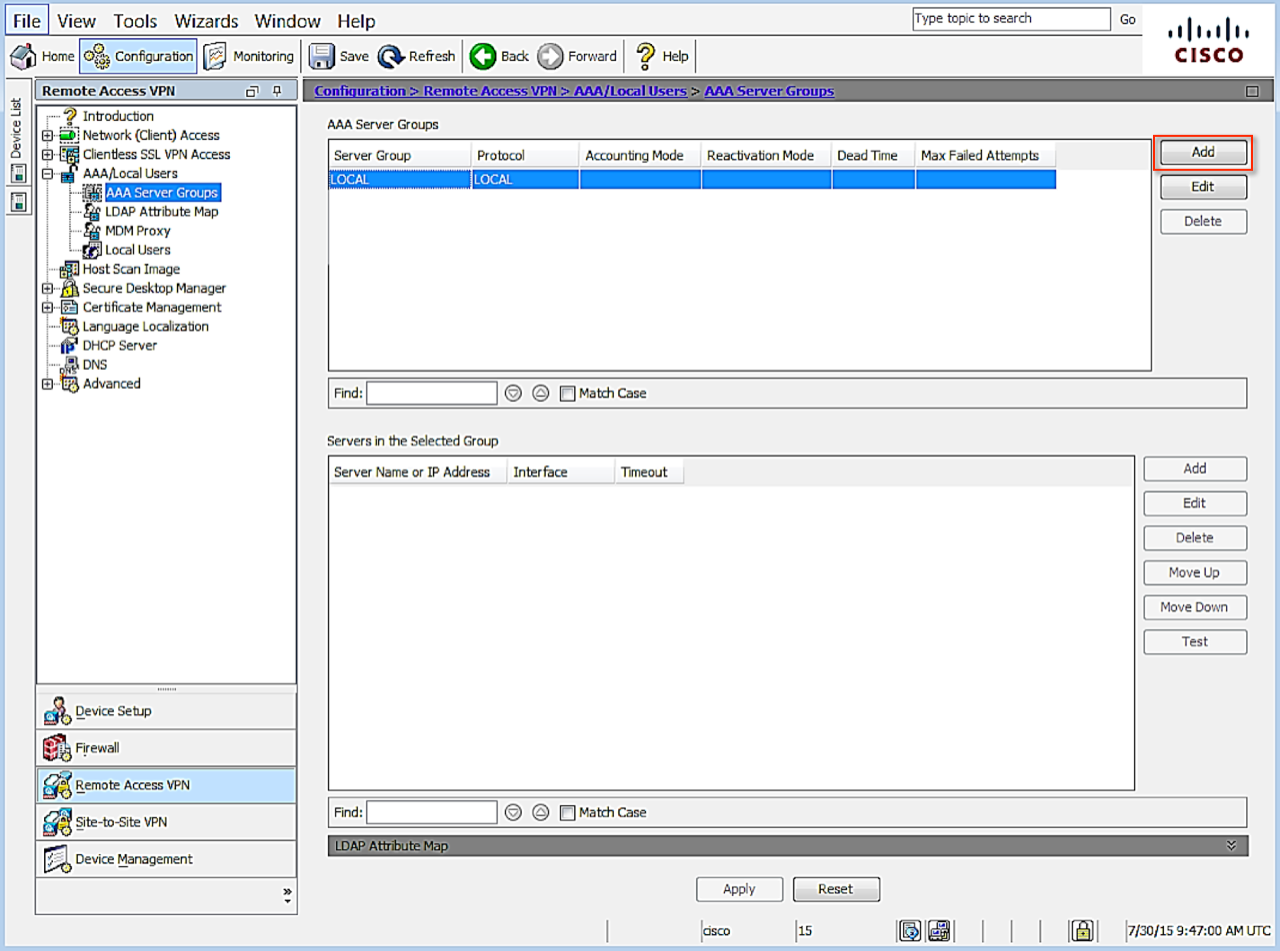 File View Tools Wizards Window Help
Type topic to search Go
CISCO
Home Configuration Monitoring Save Refresh Back Forward Help
Device List
Remote Access VPN
Introduction
Network (Client) Access
Clientless SSL VPN Access
AAA/Local Users
AAA Server Groups
LDAP Attribute Map
MDM Proxy
Local Users
Host Scan Image
Secure Desktop Manager
Certificate Management
Language Localization
DHCP Server
DNS
Advanced
Device Setup
Firewall
Remote Access VPN
Site-to-Site VPN
Device Management
Configuration > Remote Access VPN > AAA/Local Users > AAA Server Groups
AAA Server Groups
Server Group Protocol Accounting Mode Reactivation Mode Dead Time Max Failed Attempts
LOCAL LOCAL
Add
Edit
Delete
Find: Match Case
Servers in the Selected Group
Server Name or IP Address Interface Timeout
Add
Edit
Delete
Move Up
Move Down
Test
Find: Match Case
LDAP Attribute Map
Apply Reset
cisco 15 7/30/15 9:47:00 AM UTC